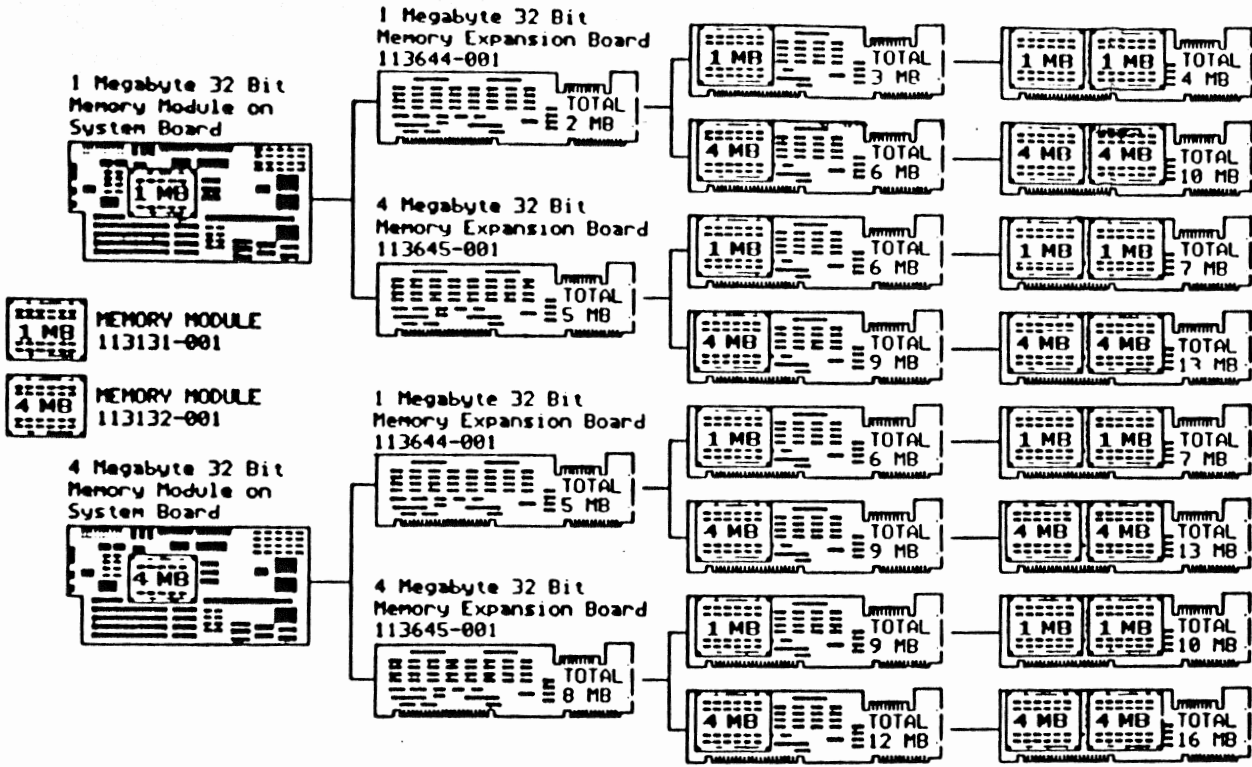 1 Megabyte 32 Bit
Memory Module on
System Board
1 MB
1 Megabyte 32 Bit
Memory Expansion Board
113644-001
TOTAL
2 MB
1 MB
TOTAL
3 MB
1 MB 1 MB
TOTAL
4 MB
4 MB
TOTAL
6 MB
4 MB 4 MB
TOTAL
10 MB
4 Megabyte 32 Bit
Memory Expansion Board
113645-001
TOTAL
5 MB
1 MB
TOTAL
6 MB
1 MB 1 MB
TOTAL
7 MB
4 MB
TOTAL
9 MB
4 MB 4 MB
TOTAL
13 MB
1 MB
MEMORY MODULE
113131-001
4 MB
MEMORY MODULE
113132-001
4 Megabyte 32 Bit
Memory Module on
System Board
4 MB
1 Megabyte 32 Bit
Memory Expansion Board
113644-001
TOTAL
5 MB
1 MB
TOTAL
6 MB
1 MB 1 MB
TOTAL
7 MB
4 MB
TOTAL
9 MB
4 MB 4 MB
TOTAL
13 MB
4 Megabyte 32 Bit
Memory Expansion Board
113645-001
TOTAL
8 MB
1 MB
TOTAL
9 MB
1 MB 1 MB
TOTAL
10 MB
4 MB
TOTAL
12 MB
4 MB 4 MB
TOTAL
16 MB